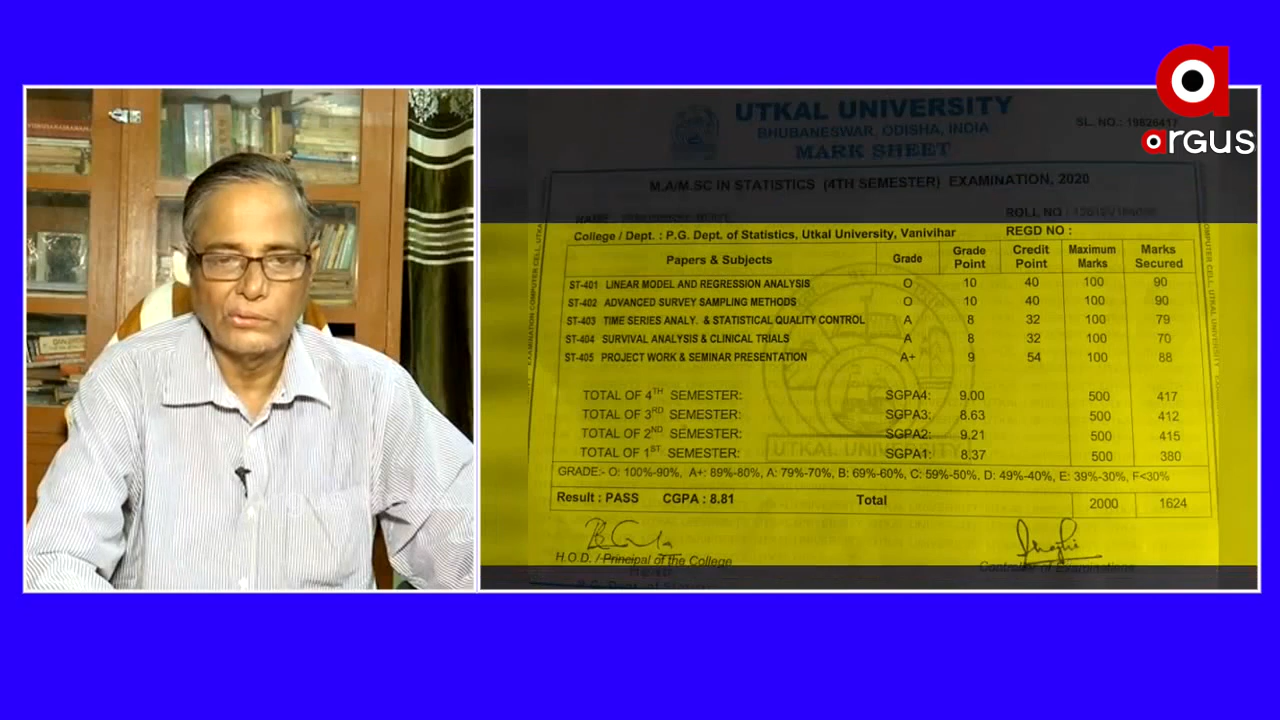 argus
UTKAL UNIVERSITY
BHUBANESWAR, ODISHA, INDIA
SL. NO.: 19826417
MARK SHEET
M.A/M.SC IN STATISTICS (4TH SEMESTER) EXAMINATION, 2020
NAME
ROLL NO :
College / Dept. : P.G. Dept. of Statistics, Utkal University, Vanivihar REGD NO :
Papers & Subjects Grade Grade Point Credit Point Maximum Marks Marks Secured
ST-401 LINEAR MODEL AND REGRESSION ANALYSIS O 10 40 100 90
ST-402 ADVANCED SURVEY SAMPLING METHODS O 10 40 100 90
ST-403 TIME SERIES ANALY. & STATISTICAL QUALITY CONTROL A 8 32 100 79
ST-404 SURVIVAL ANALYSIS & CLINICAL TRIALS A 8 32 100 70
ST-405 PROJECT WORK & SEMINAR PRESENTATION A+ 9 54 100 88
TOTAL OF 4TH SEMESTER: SGPA4: 9.00 500 417
TOTAL OF 3RD SEMESTER: SGPA3: 8.63 500 412
TOTAL OF 2ND SEMESTER: SGPA2: 9.21 500 415
UTKAL UNIVERSITY
TOTAL OF 1ST SEMESTER: SGPA1: 8.37 500 380
GRADE:- O: 100%-90%, A+: 89%-80%, A: 79%-70%, B: 69%-60%, C: 59%-50%, D: 49%-40%, E: 39%-30%, F<30%
Result : PASS CGPA : 8.81 Total 2000 1624
H.O.D. / Principal of the College
Controller of Examinations